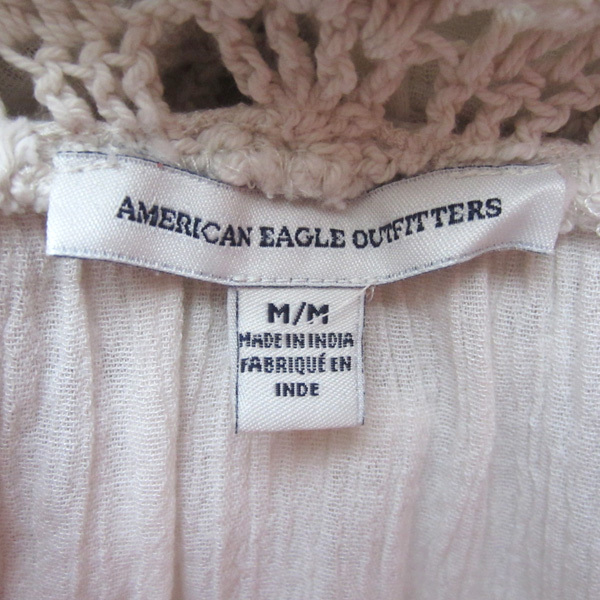 AMERICAN EAGLE OUTFITTERS
M/M
MADE IN INDIA
FABRIQUÉ EN
INDE